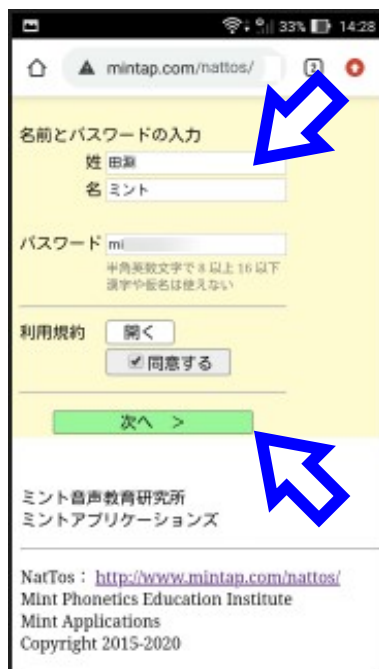 33% 14:28
mintap.com/nattos/
2
名前とパスワードの入力
姓 田淵
名 ミント
パスワード mi
半角英数文字で 8 以上 16 以下
漢字や仮名は使えない
利用規約 開く
同意する
次へ >
ミント音声教育研究所
ミントアプリケーションズ
NatTos： http://www.mintap.com/nattos/
Mint Phonetics Education Institute
Mint Applications
Copyright 2015-2020